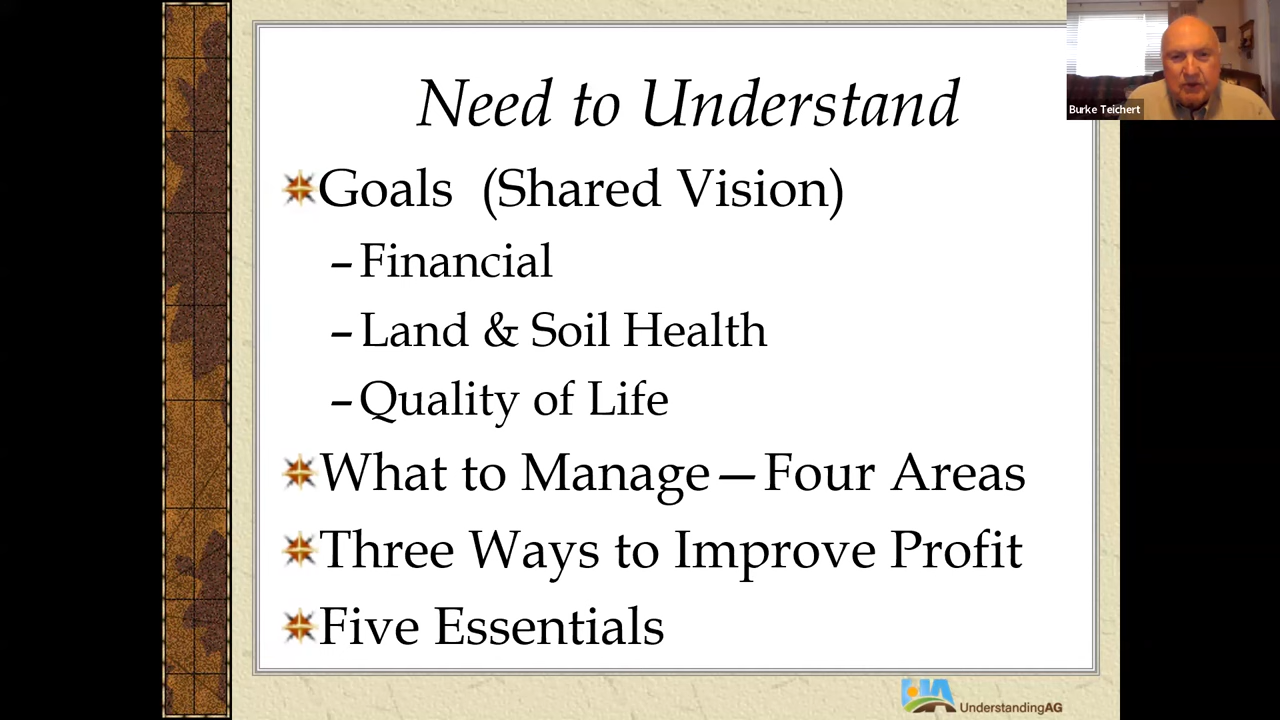 Need to Understand
Goals (Shared Vision)
–Financial
–Land & Soil Health
–Quality of Life
What to Manage—Four Areas
Three Ways to Improve Profit
Five Essentials
Burke Teichert
UA
UnderstandingAG